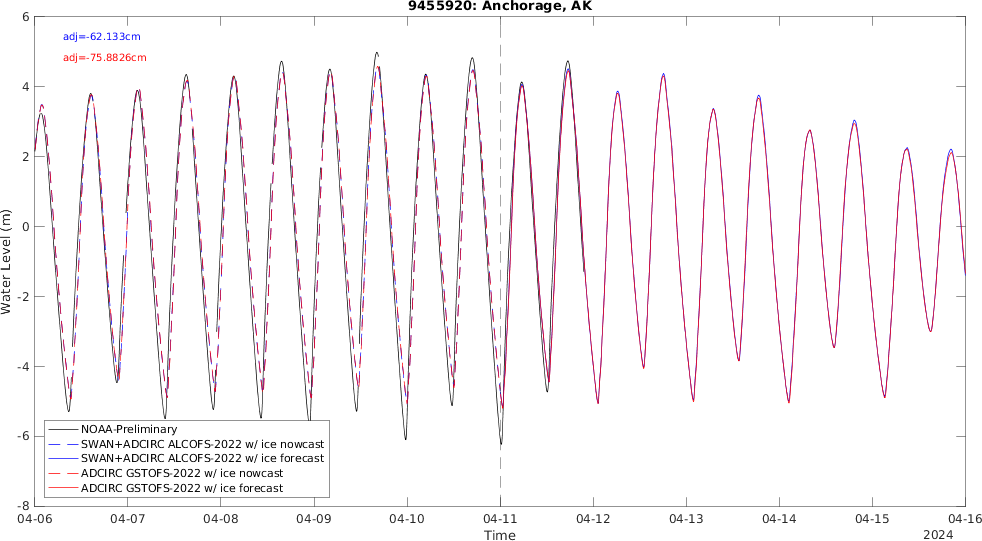 9455920: Anchorage, AK
adj=-62.133cm
adj=-75.8826cm
Water Level (m)
6
4
2
0
-2
-4
-6
-8
NOAA-Preliminary
SWAN+ADCIRC ALCOFS-2022 w/ ice nowcast
SWAN+ADCIRC ALCOFS-2022 w/ ice forecast
ADCIRC GSTOFS-2022 w/ ice nowcast
ADCIRC GSTOFS-2022 w/ ice forecast
04-06 04-07 04-08 04-09 04-10 04-11 04-12 04-13 04-14 04-15 04-16
Time
2024